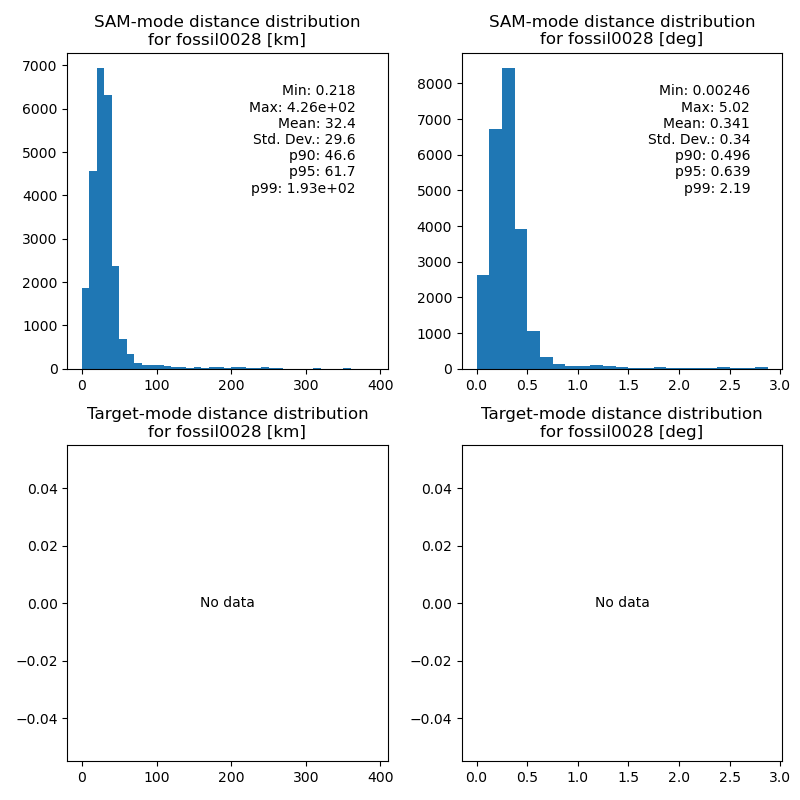 SAM-mode distance distribution
for fossil0028 [km]
7000
6000
5000
4000
3000
2000
1000
0
Min: 0.218
Max: 4.26e+02
Mean: 32.4
Std. Dev.: 29.6
p90: 46.6
p95: 61.7
p99: 1.93e+02
0
100
200
300
400
SAM-mode distance distribution
for fossil0028 [deg]
8000
7000
6000
5000
4000
3000
2000
1000
0
Min: 0.00246
Max: 5.02
Mean: 0.341
Std. Dev.: 0.34
p90: 0.496
p95: 0.639
p99: 2.19
0.0
0.5
1.0
1.5
2.0
2.5
3.0
Target-mode distance distribution
for fossil0028 [km]
0.04
0.02
0.00
−0.02
−0.04
No data
0
100
200
300
400
Target-mode distance distribution
for fossil0028 [deg]
0.04
0.02
0.00
−0.02
−0.04
No data
0.0
0.5
1.0
1.5
2.0
2.5
3.0